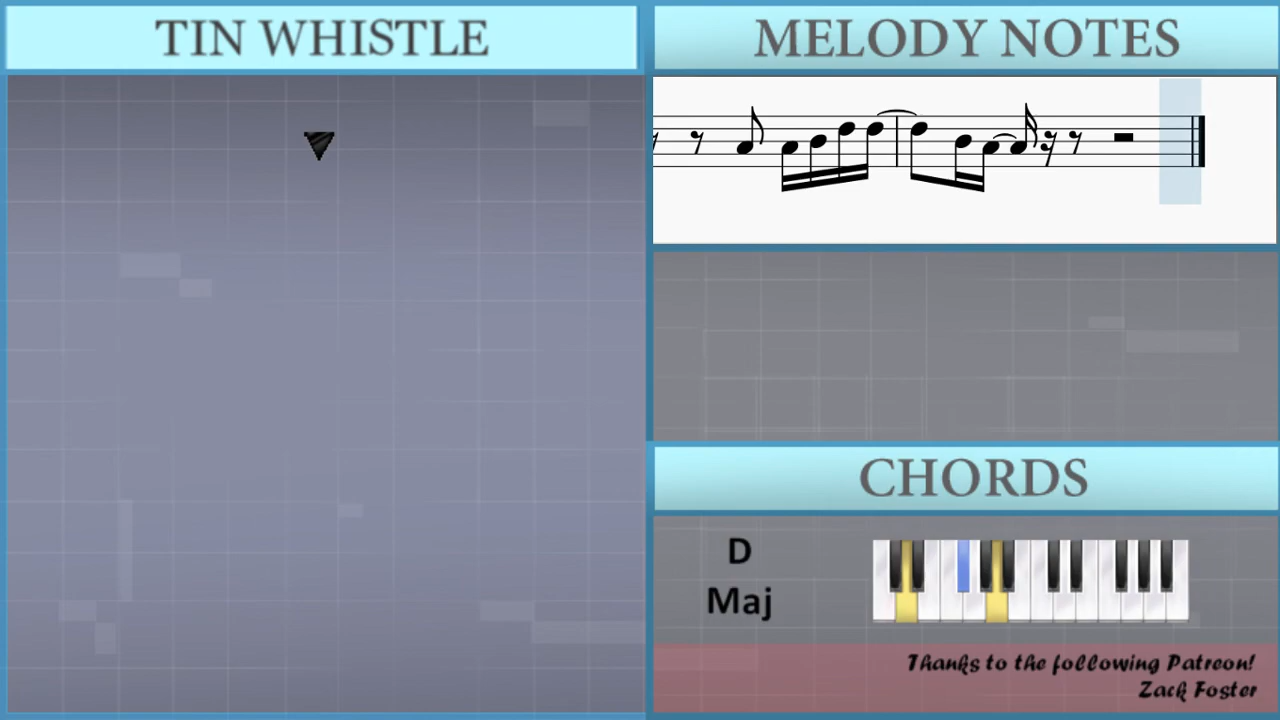 TIN WHISTLE
MELODY NOTES
CHORDS
D
Maj
Thanks to the following Patreon!
Zack Foster